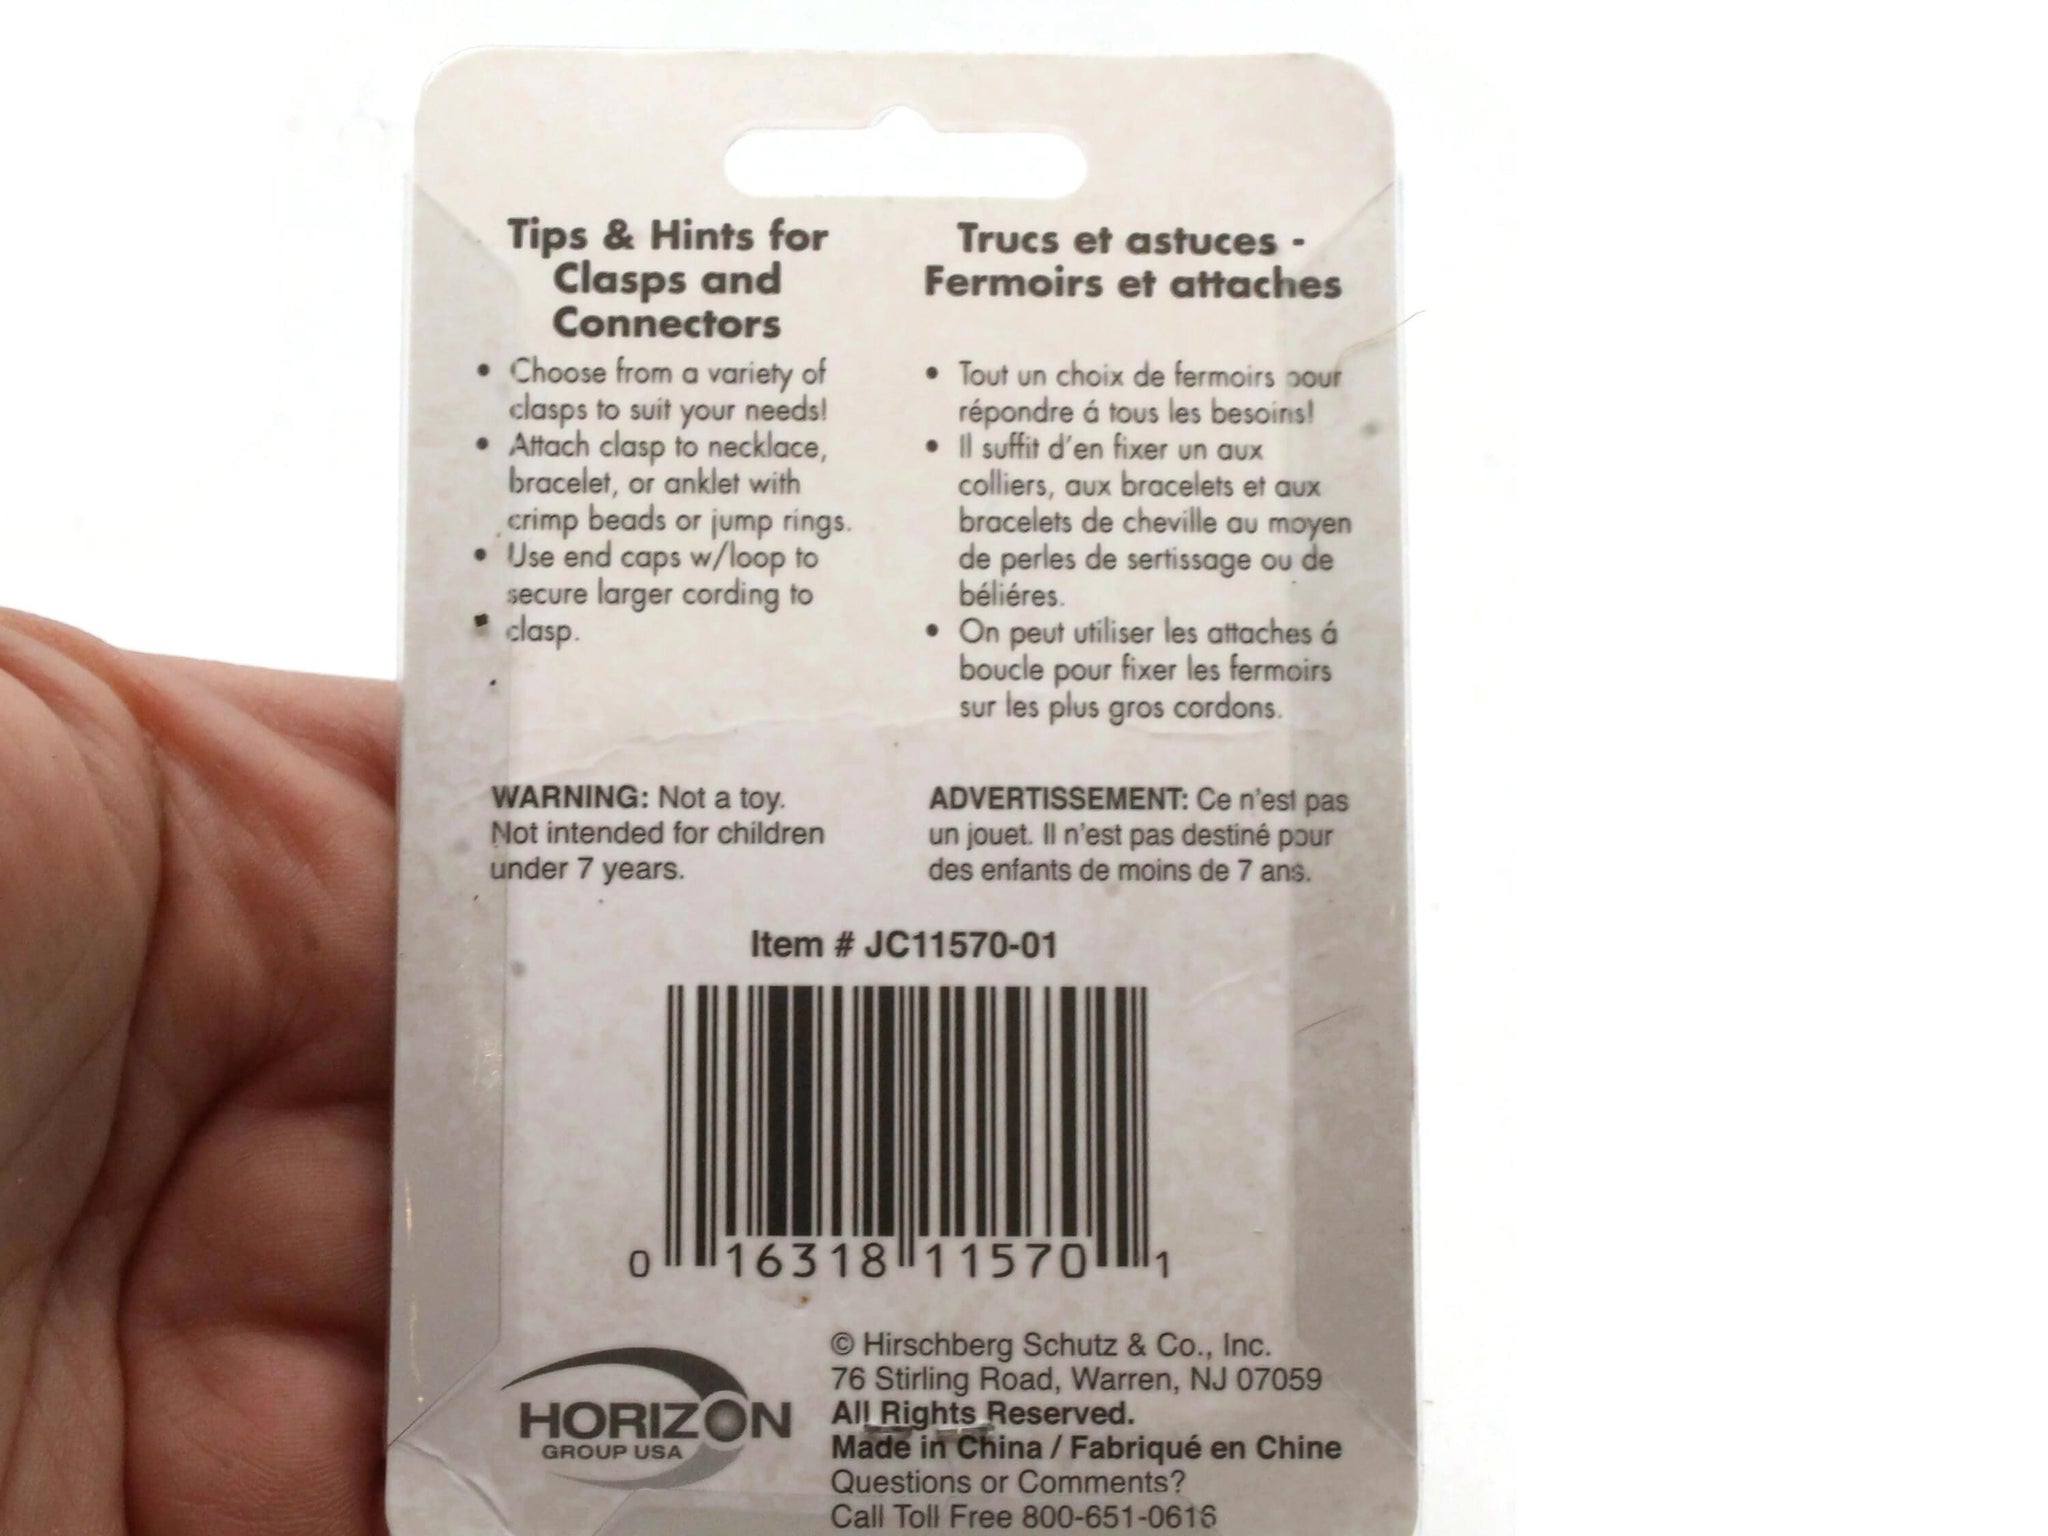 Tips & Hints for
Clasps and
Connectors
• Choose from a variety of
clasps to suit your needs!
• Attach clasp to necklace,
bracelet, or anklet with
crimp beads or jump rings.
• Use end caps w/loop to
secure larger cording to
clasp.
Trucs et astuces -
Fermoirs et attaches
• Tout un choix de fermoirs pour
répondre á tous les besoins!
• Il suffit d'en fixer un aux
colliers, aux bracelets et aux
bracelets de cheville au moyen
de perles de sertissage ou de
béliéres.
• On peut utiliser les attaches á
boucle pour fixer les fermoirs
sur les plus gros cordons.
WARNING: Not a toy.
Not intended for children
under 7 years.
ADVERTISSEMENT: Ce n'est pas
un jouet. Il n'est pas destiné pour
des enfants de moins de 7 ans.
Item # JC11570-01
0 16318 11570 1
HORIZON
GROUP USA
© Hirschberg Schutz & Co., Inc.
76 Stirling Road, Warren, NJ 07059
All Rights Reserved.
Made in China / Fabriqué en Chine
Questions or Comments?
Call Toll Free 800-651-0616